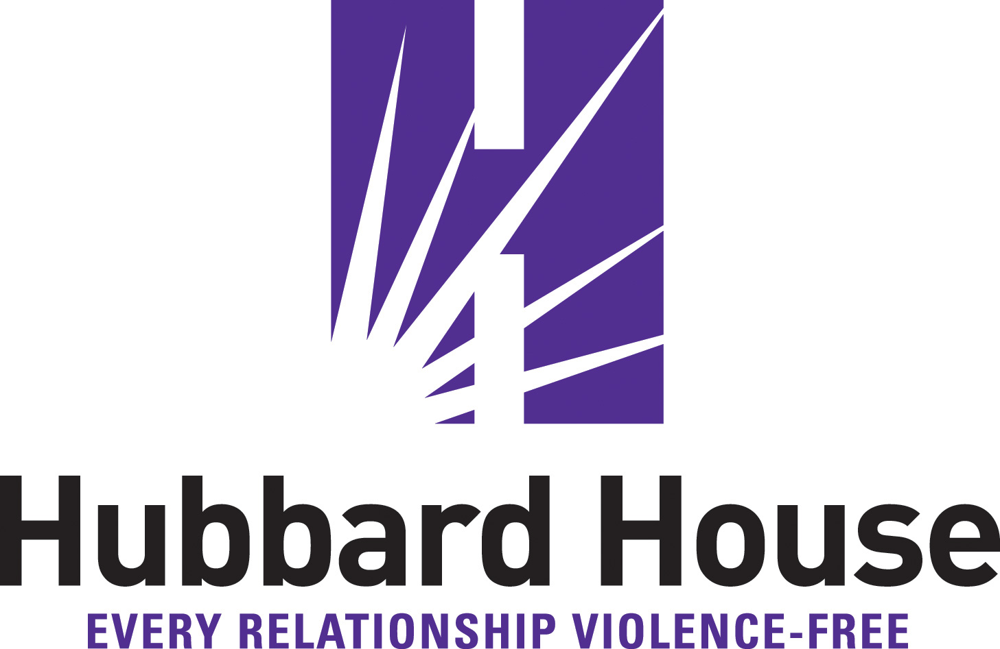 Hubbard House
EVERY RELATIONSHIP VIOLENCE-FREE